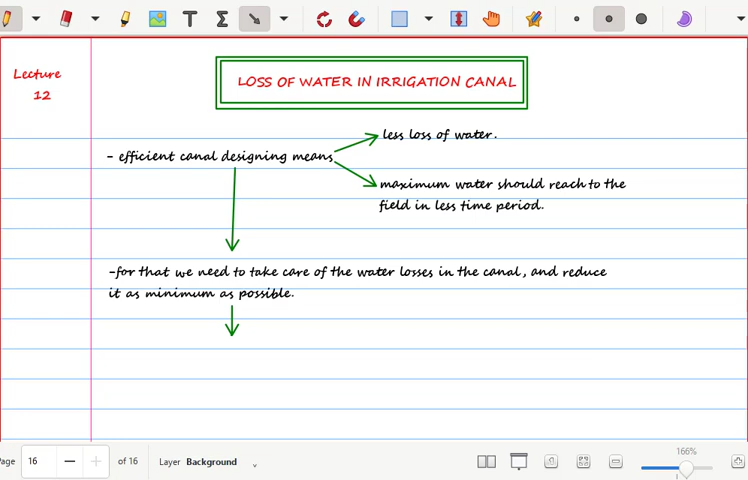 Lecture
12
LOSS OF WATER IN IRRIGATION CANAL
less loss of water.
- efficient canal designing means
maximum water should reach to the
field in less time period.
-for that we need to take care of the water losses in the canal, and reduce
it as minimum as possible.
Page 16 of 16 Layer Background 166%